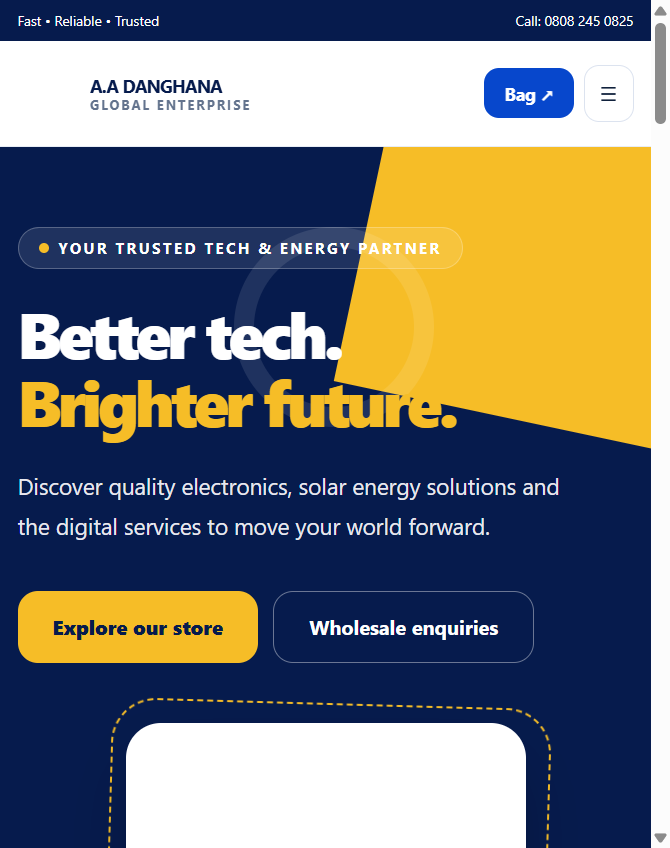 Fast • Reliable • Trusted
Call: 0808 245 0825
A.A DANGHANA
GLOBAL ENTERPRISE
Bag ↗
☰
YOUR TRUSTED TECH & ENERGY PARTNER
Better tech.
Brighter future.
Discover quality electronics, solar energy solutions and
the digital services to move your world forward.
Explore our store
Wholesale enquiries